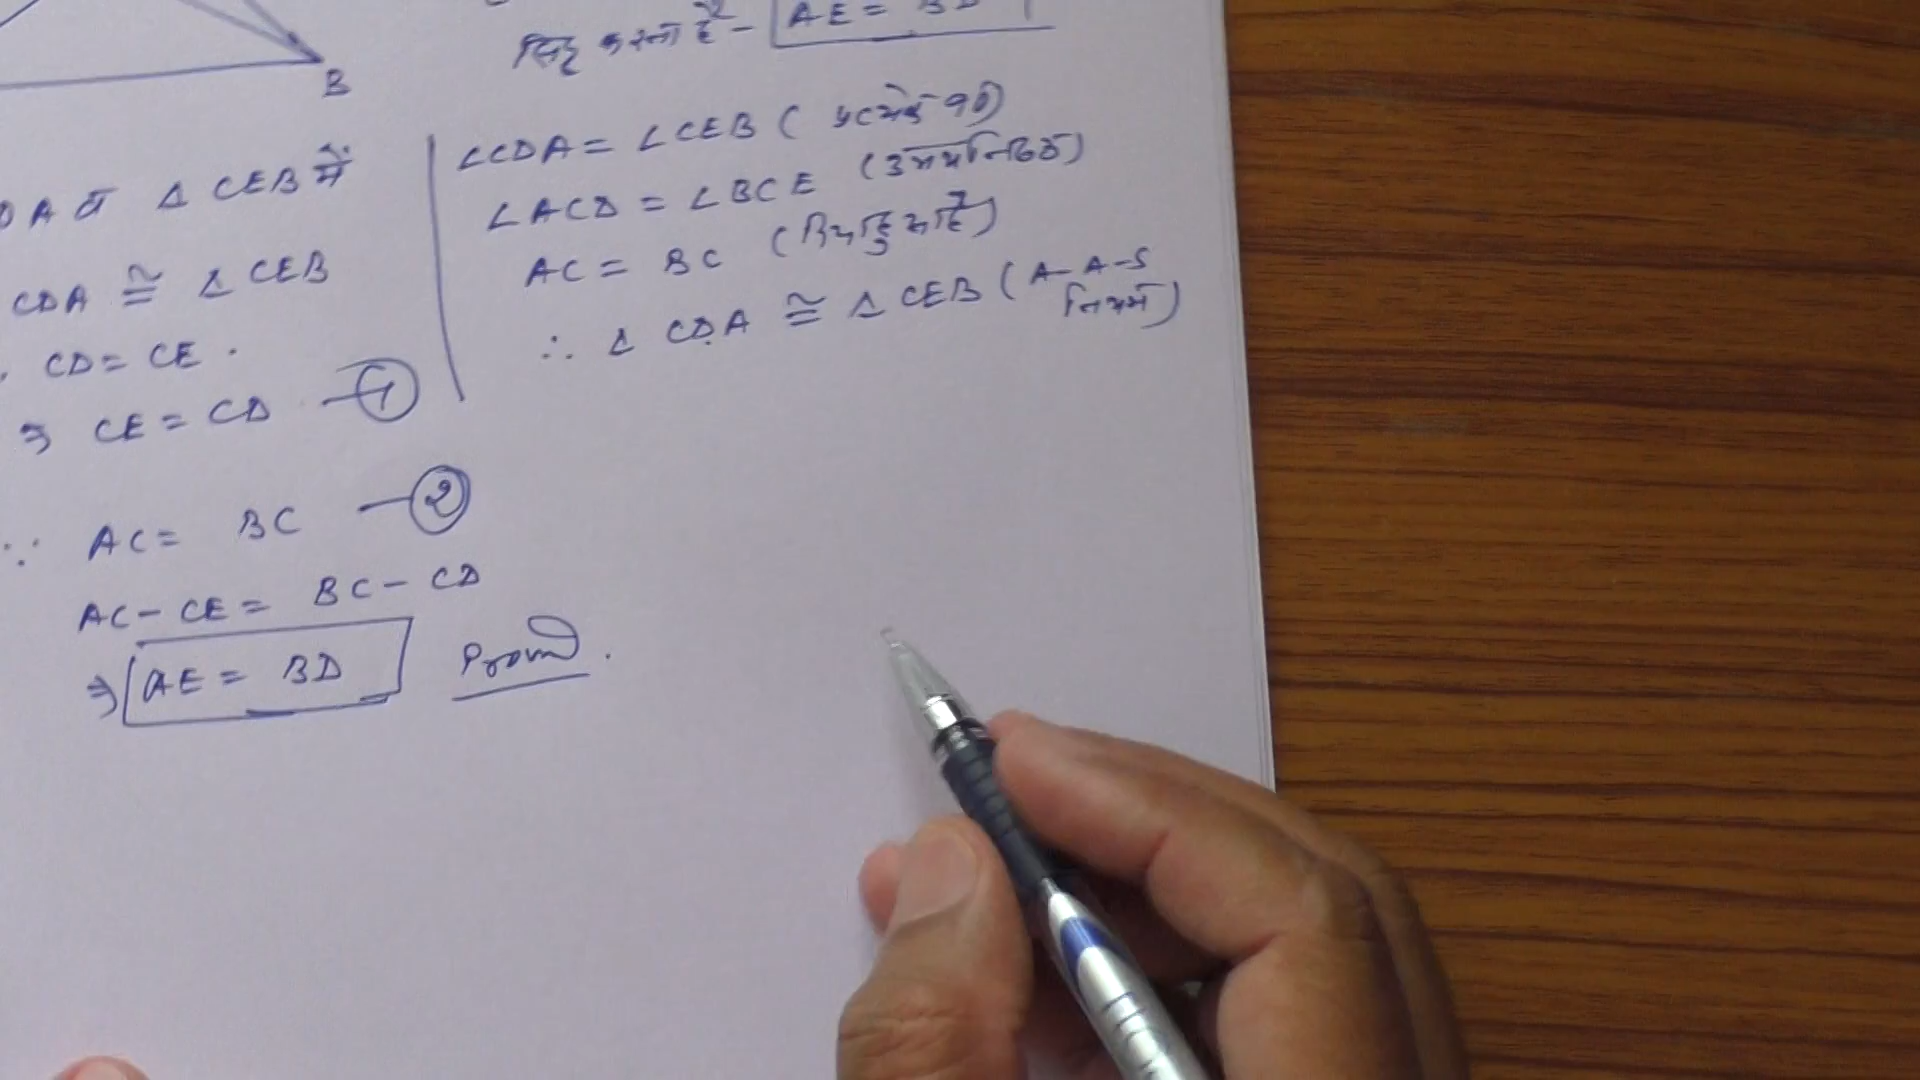 B
सिद्ध करना है - AE = BD
DA व △ CEB में
CDA ≅ △ CEB
CD = CE .
⇒ CE = CD — 1
∵ AC = BC — 2
AC - CE = BC - CD
⇒ AE = BD Proved .
∠CDA = ∠CEB ( प्रत्येक 90)
∠ACD = ∠BCE (उभयनिष्ठ)
AC = BC (दिया हुआ है)
∴ △ CDA ≅ △ CEB ( A-A-S
नियम)